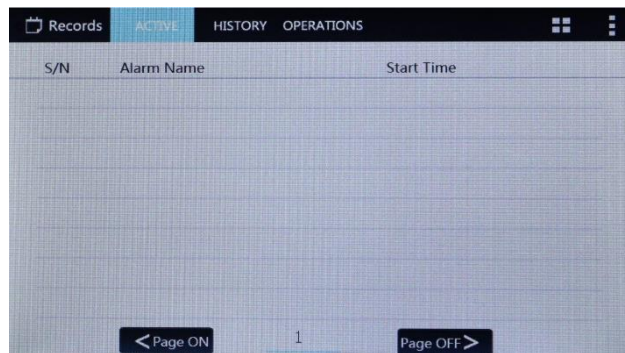 Records ACTIVE HISTORY OPERATIONS
S/N Alarm Name Start Time
<Page ON 1 Page OFF>